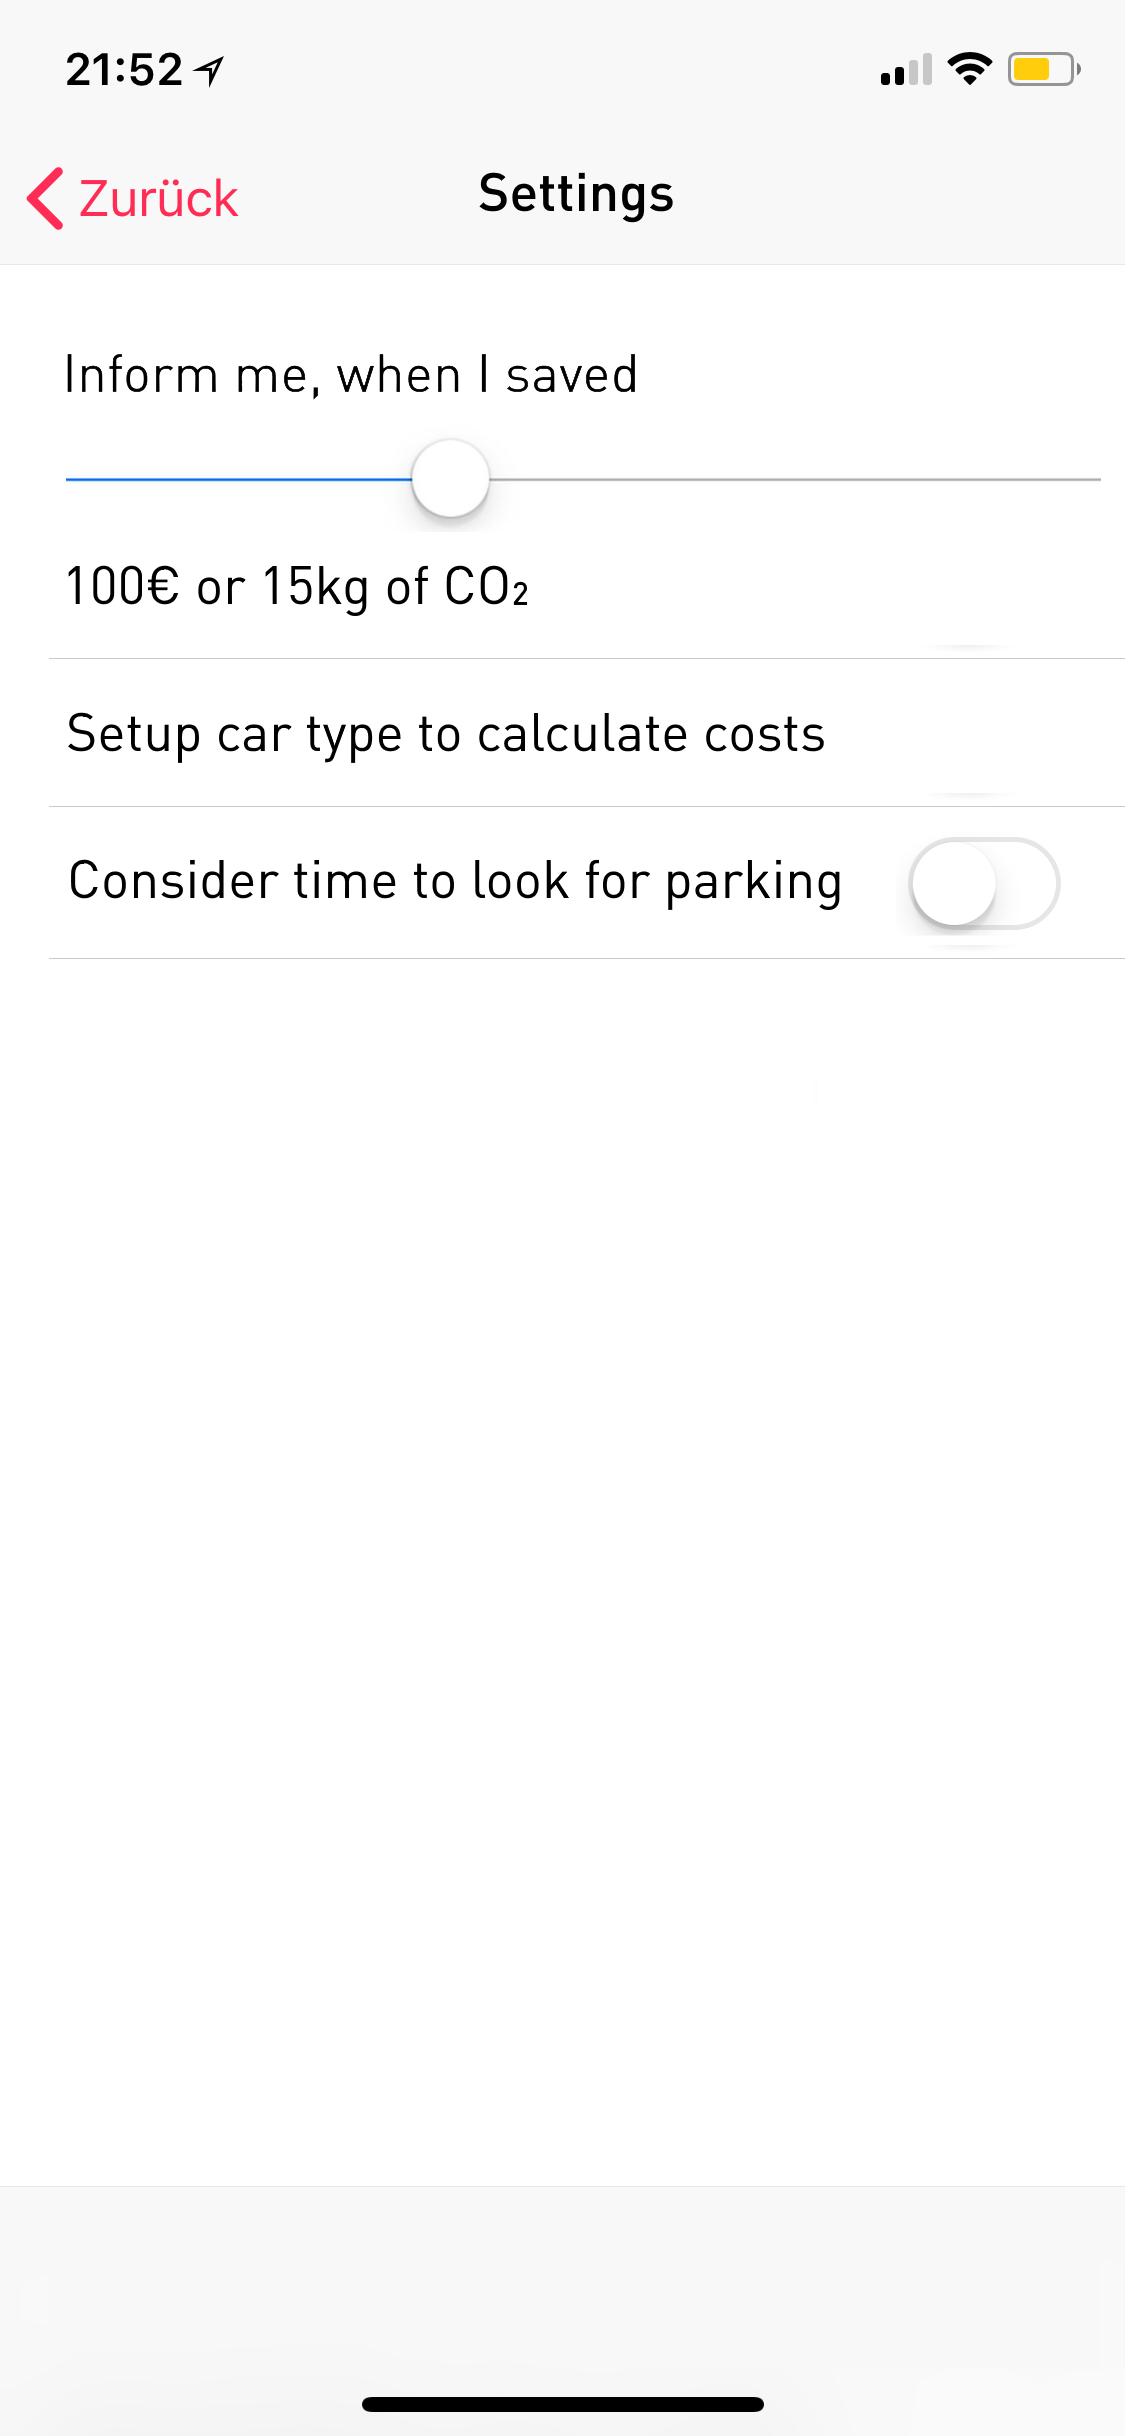 21:52
Zurück
Settings
Inform me, when I saved
100€ or 15kg of CO₂
Setup car type to calculate costs
Consider time to look for parking